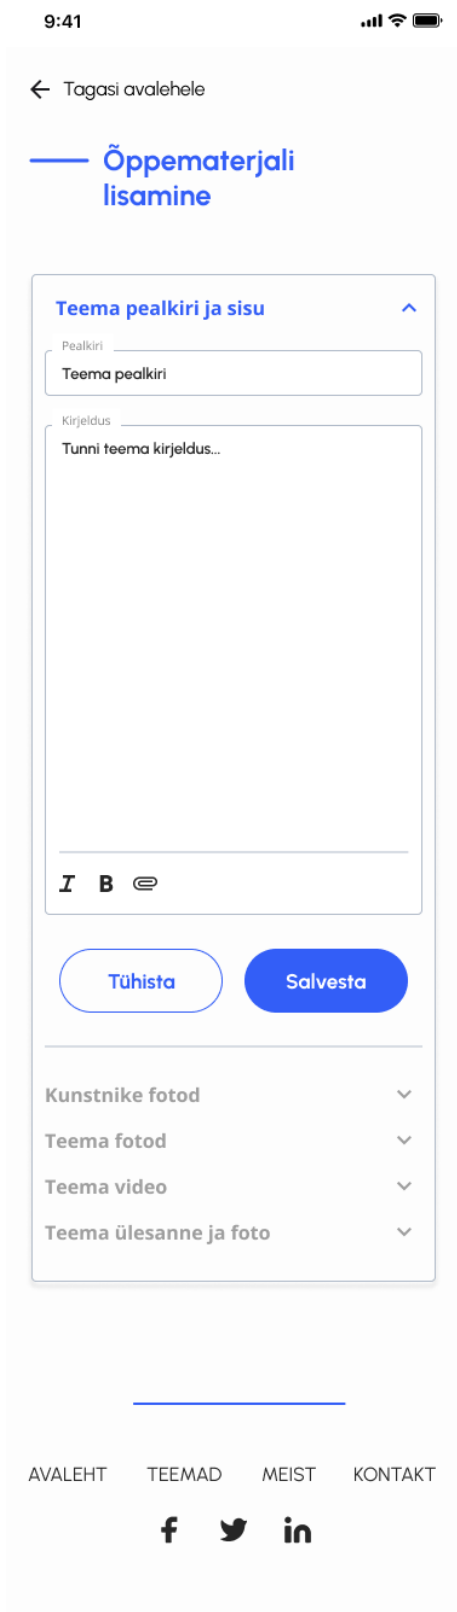 9:41
Tagasi avalehele
Õppematerjali
lisamine
Teema pealkiri ja sisu
Pealkiri
Teema pealkiri
Kirjeldus
Tunni teema kirjeldus...
I B
Tühista Salvesta
Kunstnike fotod
Teema fotod
Teema video
Teema ülesanne ja foto
AVALEHT TEEMAD MEIST KONTAKT
f in